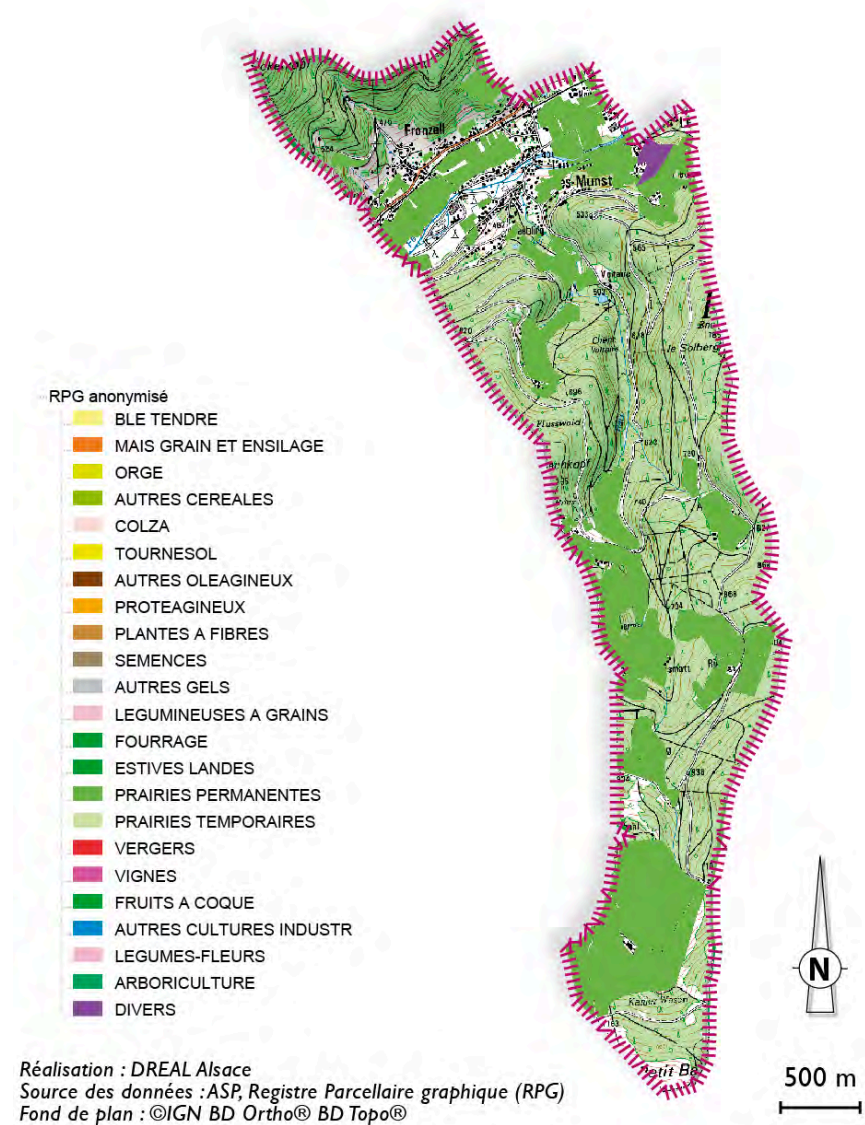 Fronzell
es-Munst
le Solberg
Flusswald
Kaaler Wasen
RPG anonymisé
BLE TENDRE
MAIS GRAIN ET ENSILAGE
ORGE
AUTRES CEREALES
COLZA
TOURNESOL
AUTRES OLEAGINEUX
PROTEAGINEUX
PLANTES A FIBRES
SEMENCES
AUTRES GELS
LEGUMINEUSES A GRAINS
FOURRAGE
ESTIVES LANDES
PRAIRIES PERMANENTES
PRAIRIES TEMPORAIRES
VERGERS
VIGNES
FRUITS A COQUE
AUTRES CULTURES INDUSTR
LEGUMES-FLEURS
ARBORICULTURE
DIVERS
N
500 m
Réalisation : DREAL Alsace
Source des données : ASP, Registre Parcellaire graphique (RPG)
Fond de plan : ©IGN BD Ortho® BD Topo®